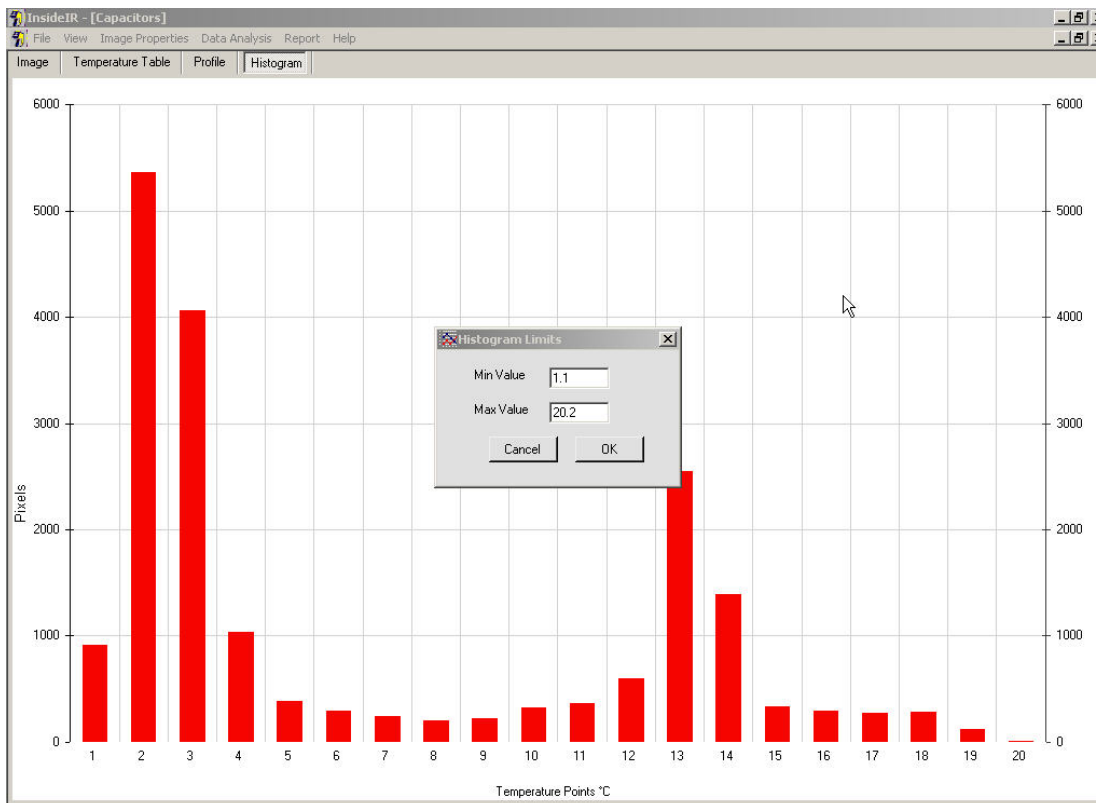 InsideIR - [Capacitors]
File View Image Properties Data Analysis Report Help
Image Temperature Table Profile Histogram
6000 6000
5000 5000
4000 4000
Histogram Limits
Min Value 1.1
Max Value 20.2
3000 3000
Cancel OK
Pixels
2000 2000
1000 1000
0 0
1 2 3 4 5 6 7 8 9 10 11 12 13 14 15 16 17 18 19 20
Temperature Points °C